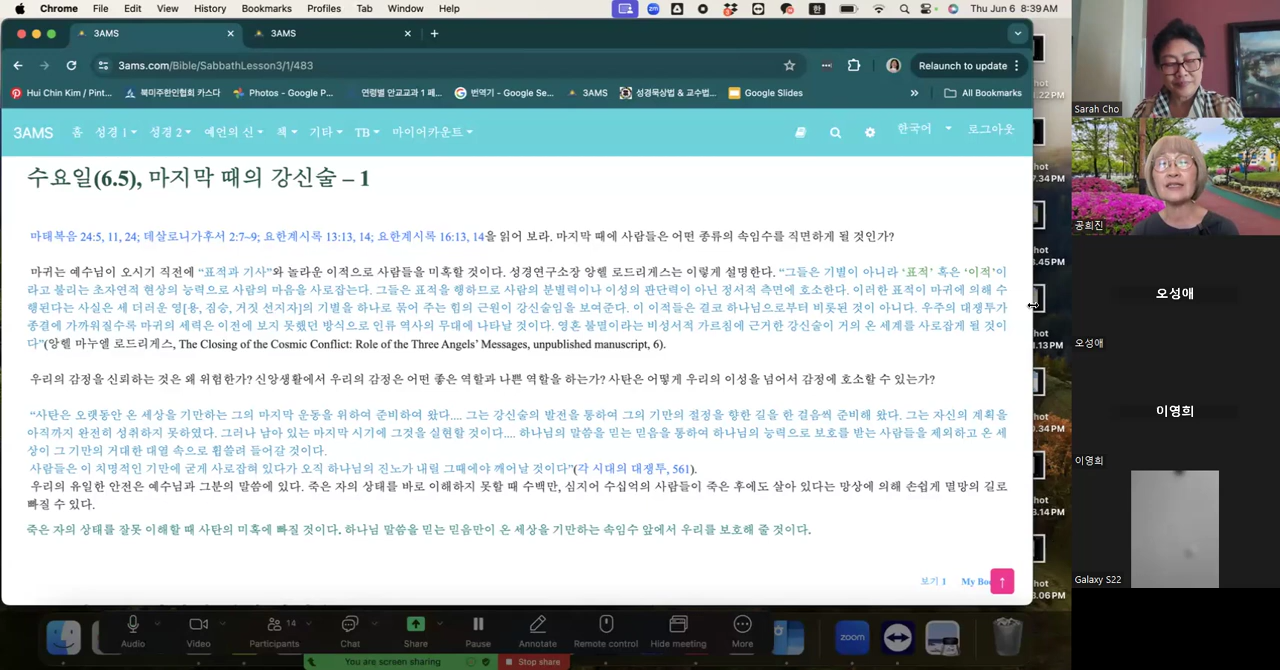 Chrome File Edit View History Bookmarks Profiles Tab Window Help Thu Jun 6 8:39 AM
3AMS 3AMS
3ams.com/Bible/SabbathLesson3/1/483 Relaunch to update
Hui Chin Kim / Pint... 북미주한인협회 카스다 Photos - Google P... 연령별 안교교과 1 페... 번역기 - Google Se... 3AMS 성경묵상법 & 교수법... Google Slides All Bookmarks
3AMS 홈 성경 1 성경 2 예언의 신 책 기타 TB 마이어카운트 한국어 로그아웃
수요일(6.5), 마지막 때의 강신술 – 1
마태복음 24:5, 11, 24; 데살로니가후서 2:7~9; 요한계시록 13:13, 14; 요한계시록 16:13, 14을 읽어 보라. 마지막 때에 사람들은 어떤 종류의 속임수를 직면하게 될 것인가?
마귀는 예수님이 오시기 직전에 “표적과 기사”와 놀라운 이적으로 사람들을 미혹할 것이다. 성경연구소장 앙헬 로드리게스는 이렇게 설명한다. “그들은 기별이 아니라 ‘표적’ 혹은 ‘이적’이
라고 불리는 초자연적 현상의 능력으로 사람의 마음을 사로잡는다. 그들은 표적을 행하므로 사람의 분별력이나 이성의 판단력이 아닌 정서적 측면에 호소한다. 이러한 표적이 마귀에 의해 수
행된다는 사실은 세 더러운 영[용, 짐승, 거짓 선지자]의 기별을 하나로 묶어 주는 힘의 근원이 강신술임을 보여준다. 이 이적들은 결코 하나님으로부터 비롯된 것이 아니다. 우주의 대쟁투가
종결에 가까워질수록 마귀의 세력은 이전에 보지 못했던 방식으로 인류 역사의 무대에 나타날 것이다. 영혼 불멸이라는 비성서적 가르침에 근거한 강신술이 거의 온 세계를 사로잡게 될 것이
다”(앙헬 마누엘 로드리게스, The Closing of the Cosmic Conflict: Role of the Three Angels’ Messages, unpublished manuscript, 6).
우리의 감정을 신뢰하는 것은 왜 위험한가? 신앙생활에서 우리의 감정은 어떤 좋은 역할과 나쁜 역할을 하는가? 사탄은 어떻게 우리의 이성을 넘어서 감정에 호소할 수 있는가?
“사탄은 오랫동안 온 세상을 기만하는 그의 마지막 운동을 위하여 준비하여 왔다.... 그는 강신술의 발전을 통하여 그의 기만의 절정을 향한 길을 한 걸음씩 준비해 왔다. 그는 자신의 계획을
아직까지 완전히 성취하지 못하였다. 그러나 남아 있는 마지막 시기에 그것을 실현할 것이다.... 하나님의 말씀을 믿는 믿음을 통하여 하나님의 능력으로 보호를 받는 사람들을 제외하고 온 세
상이 그 기만의 거대한 대열 속으로 휩쓸려 들어갈 것이다.
사람들은 이 치명적인 기만에 굳게 사로잡혀 있다가 오직 하나님의 진노가 내릴 그때에야 깨어날 것이다”(각 시대의 대쟁투, 561).
우리의 유일한 안전은 예수님과 그분의 말씀에 있다. 죽은 자의 상태를 바로 이해하지 못할 때 수백만, 심지어 수십억의 사람들이 죽은 후에도 살아 있다는 망상에 의해 손쉽게 멸망의 길로
빠질 수 있다.
죽은 자의 상태를 잘못 이해할 때 사탄의 미혹에 빠질 것이다. 하나님 말씀을 믿는 믿음만이 온 세상을 기만하는 속임수 앞에서 우리를 보호해 줄 것이다.
보기 1
Audio Video Participants 14 Chat Share Pause Annotate Remote control Hide meeting More zoom
You are screen sharing Stop share
Sarah Cho
공희진
오성애
오성애
이영희
이영희
Galaxy S22